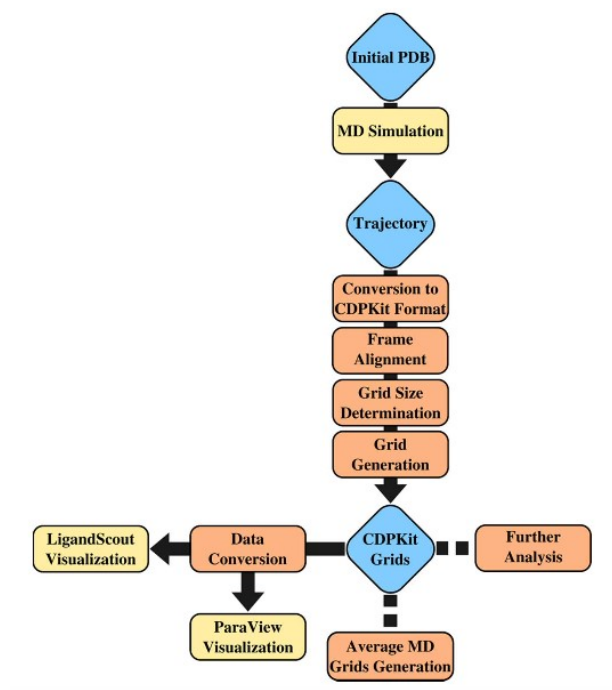 Initial PDB
MD Simulation
Trajectory
Conversion to
CDPKit Format
Frame
Alignment
Grid Size
Determination
Grid
Generation
LigandScout
Visualization
Data
Conversion
CDPKit
Grids
Further
Analysis
ParaView
Visualization
Average MD
Grids Generation